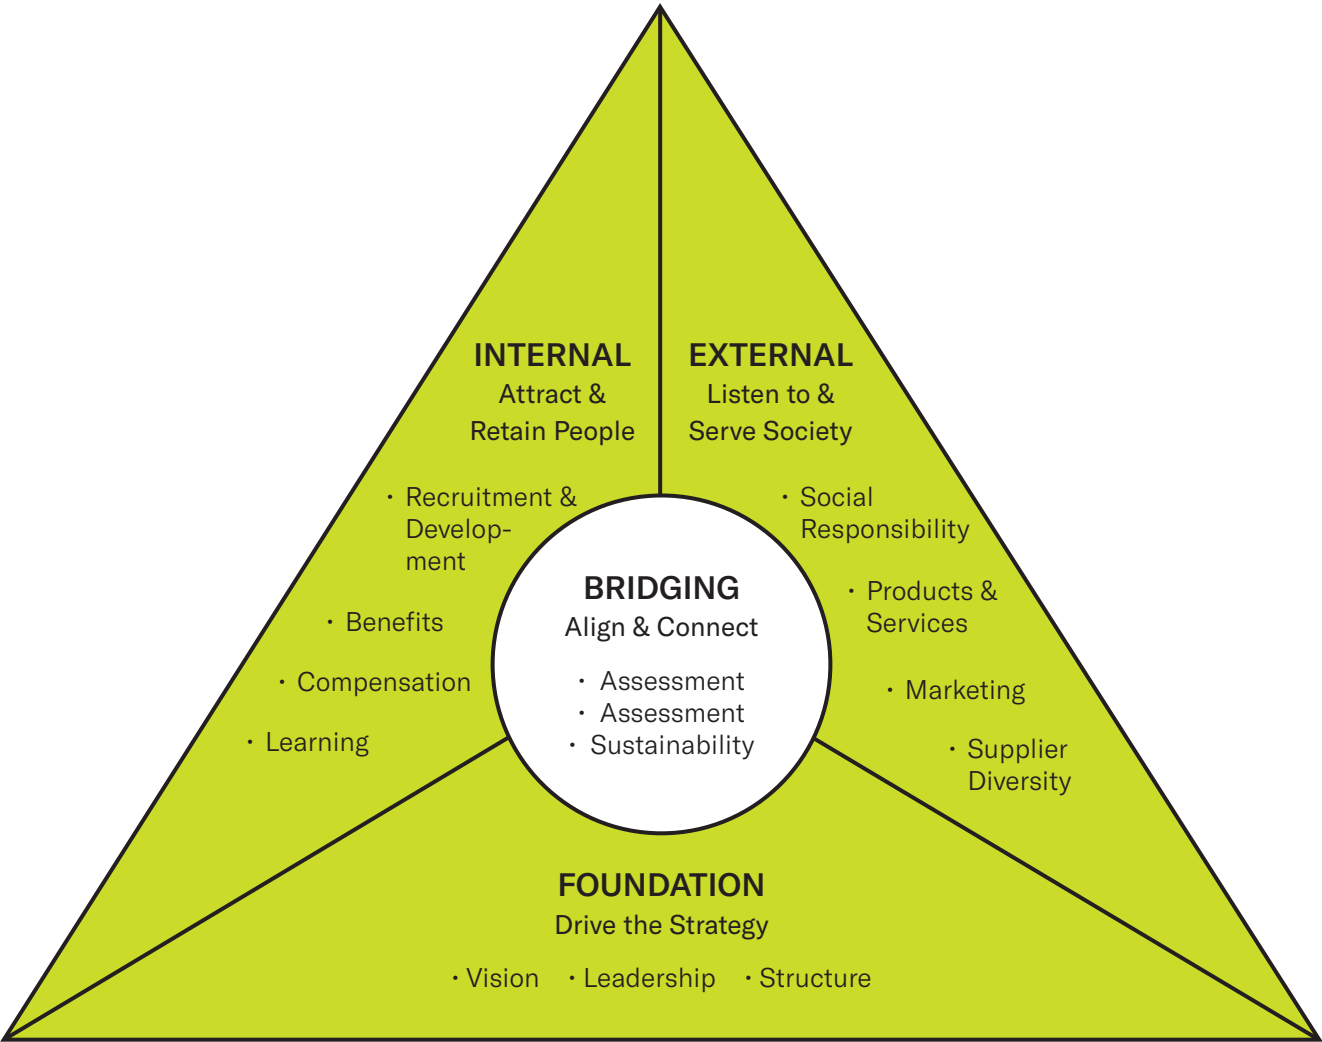 INTERNAL
Attract &
Retain People
· Recruitment &
Develop-
ment
· Benefits
· Compensation
· Learning
EXTERNAL
Listen to &
Serve Society
· Social
Responsibility
· Products &
Services
· Marketing
· Supplier
Diversity
BRIDGING
Align & Connect
· Assessment
· Assessment
· Sustainability
FOUNDATION
Drive the Strategy
· Vision · Leadership · Structure